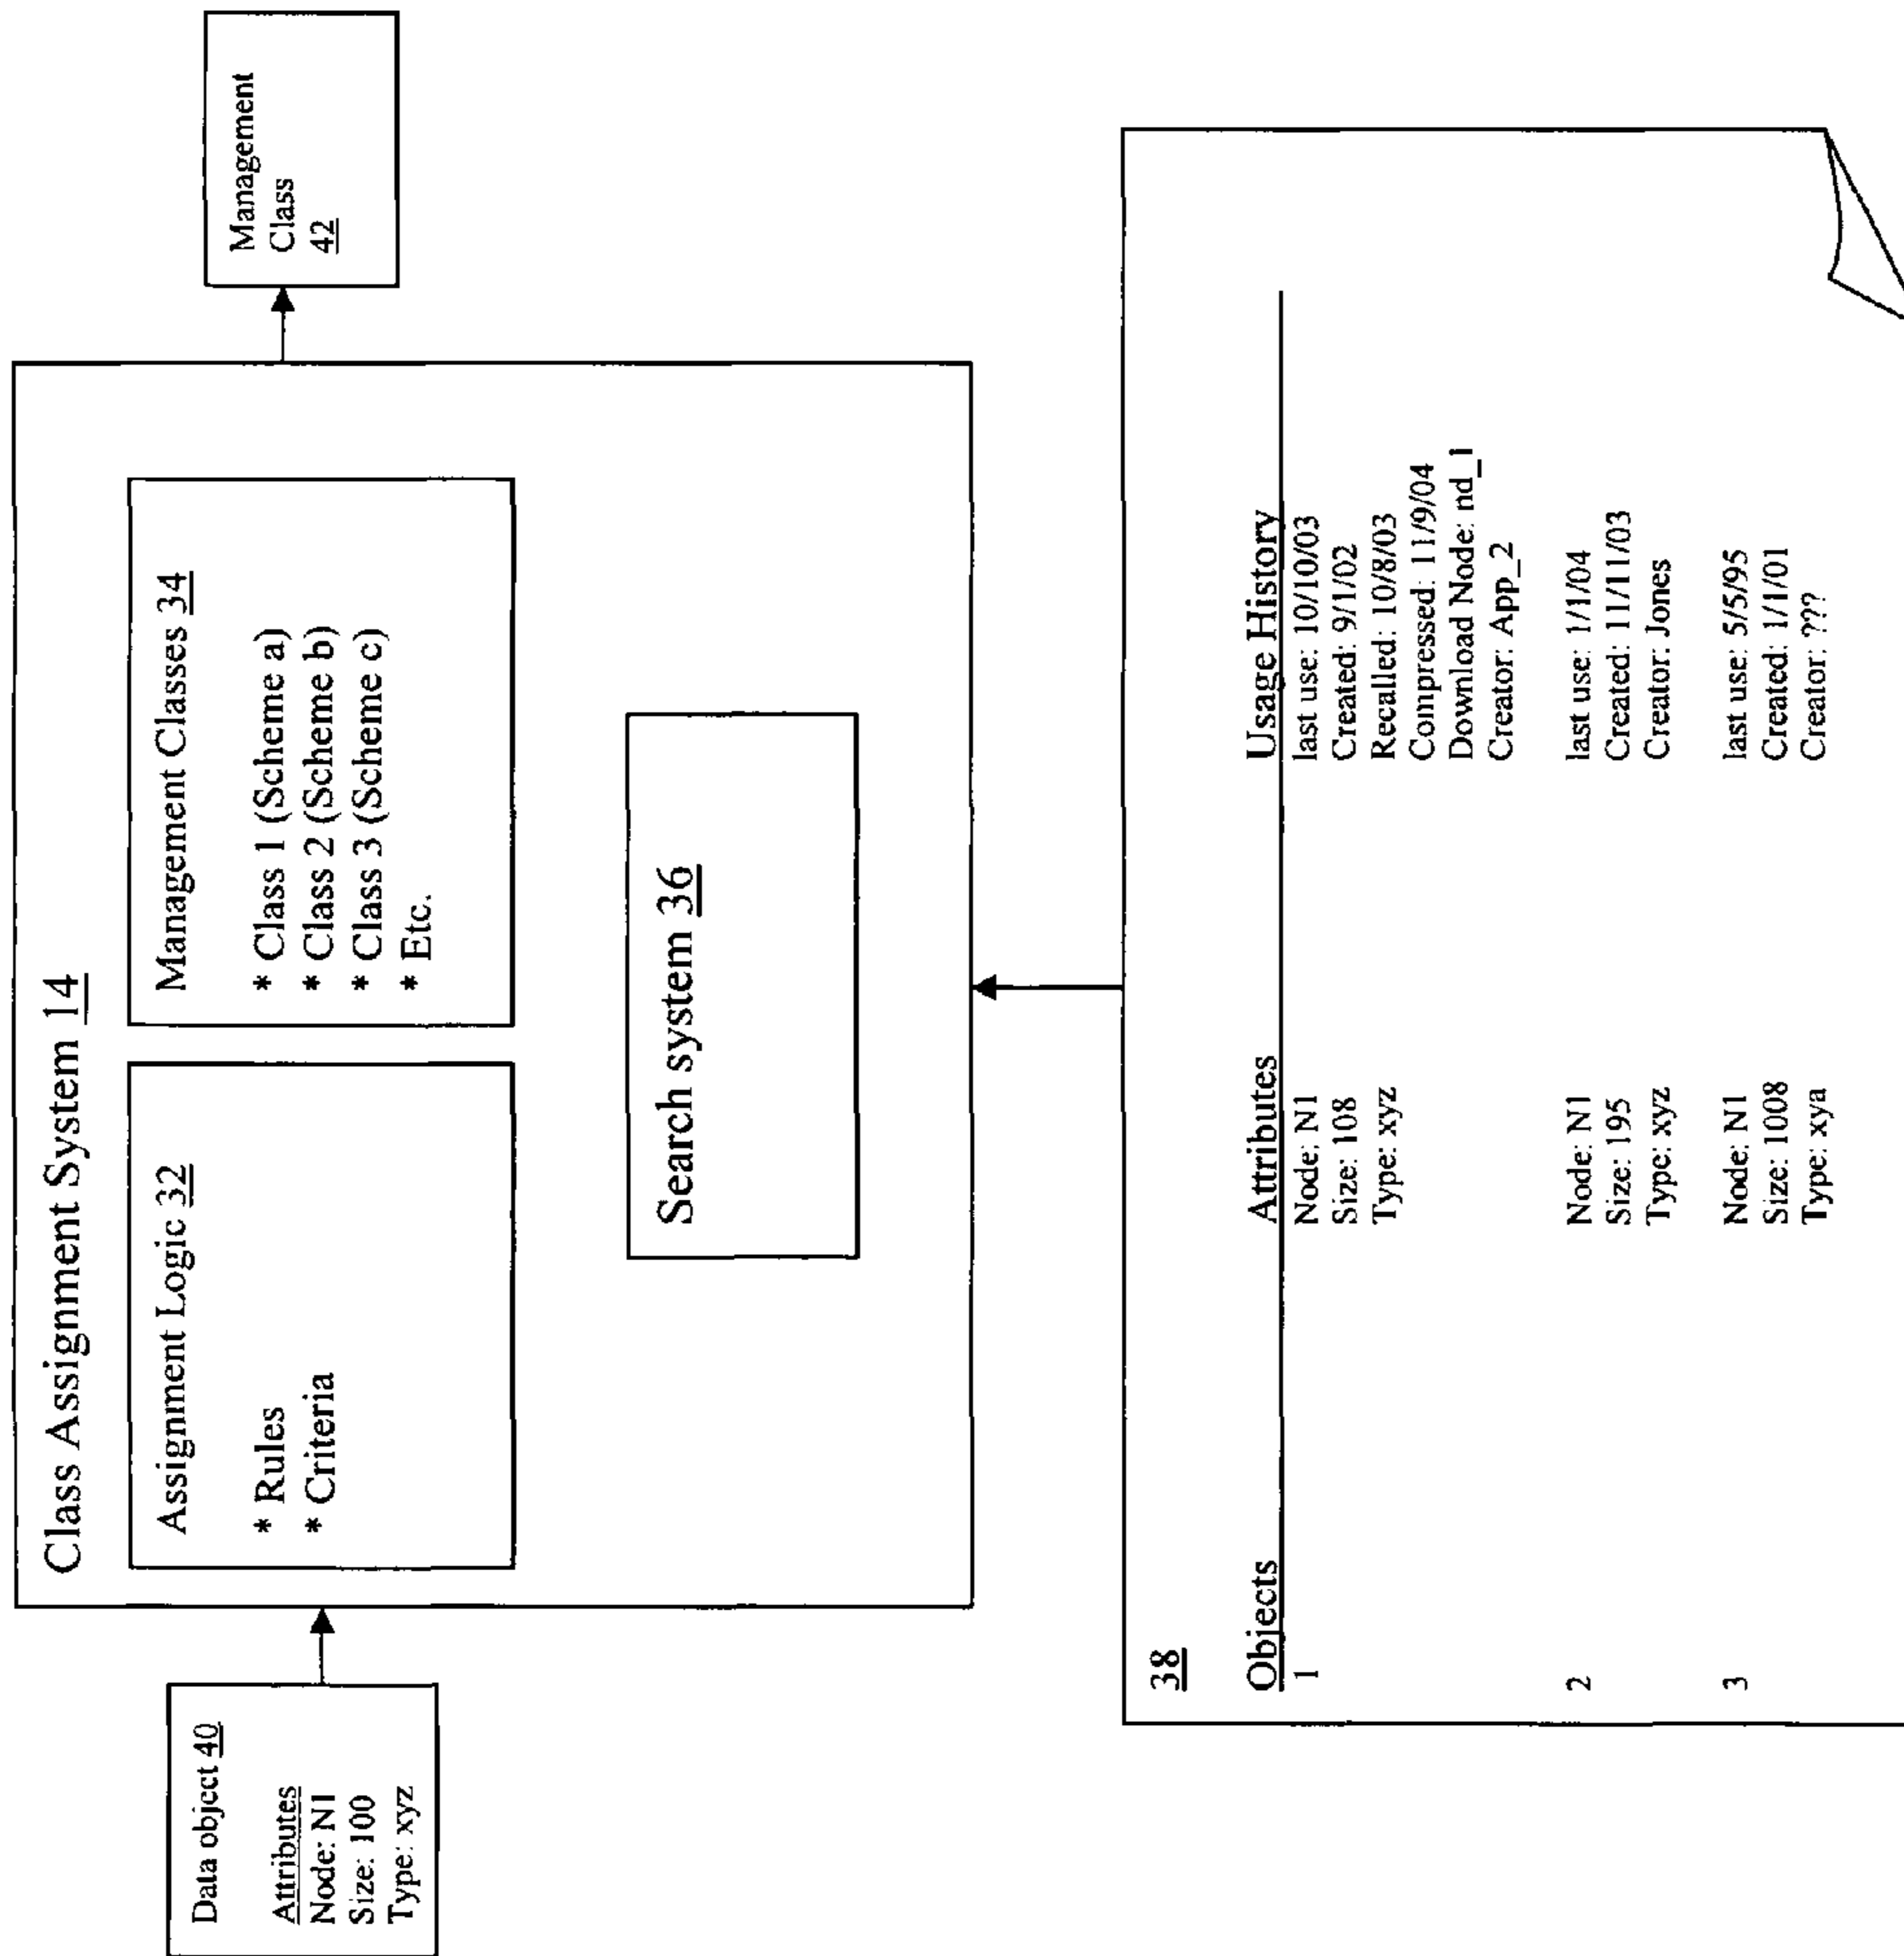 Class Assignment System 14
Data object 40
Attributes
Node: N1
Size: 100
Type: xyz
Assignment Logic 32
* Rules
* Criteria
Management Classes 34
* Class 1 (Scheme a)
* Class 2 (Scheme b)
* Class 3 (Scheme c)
* Etc.
Search system 36
Management
Class
42
38
Objects Attributes Usage History
1 Node: N1 last use: 10/10/03
Size: 108 Created: 9/1/02
Type: xyz Recalled: 10/8/03
Compressed: 11/9/04
Download Node: nd_1
Creator: App_2
2 Node: N1 last use: 1/1/04
Size: 195 Created: 11/11/03
Type: xyz Creator: Jones
3 Node: N1 last use: 5/5/95
Size: 1008 Created: 1/1/01
Type: xya Creator: ???